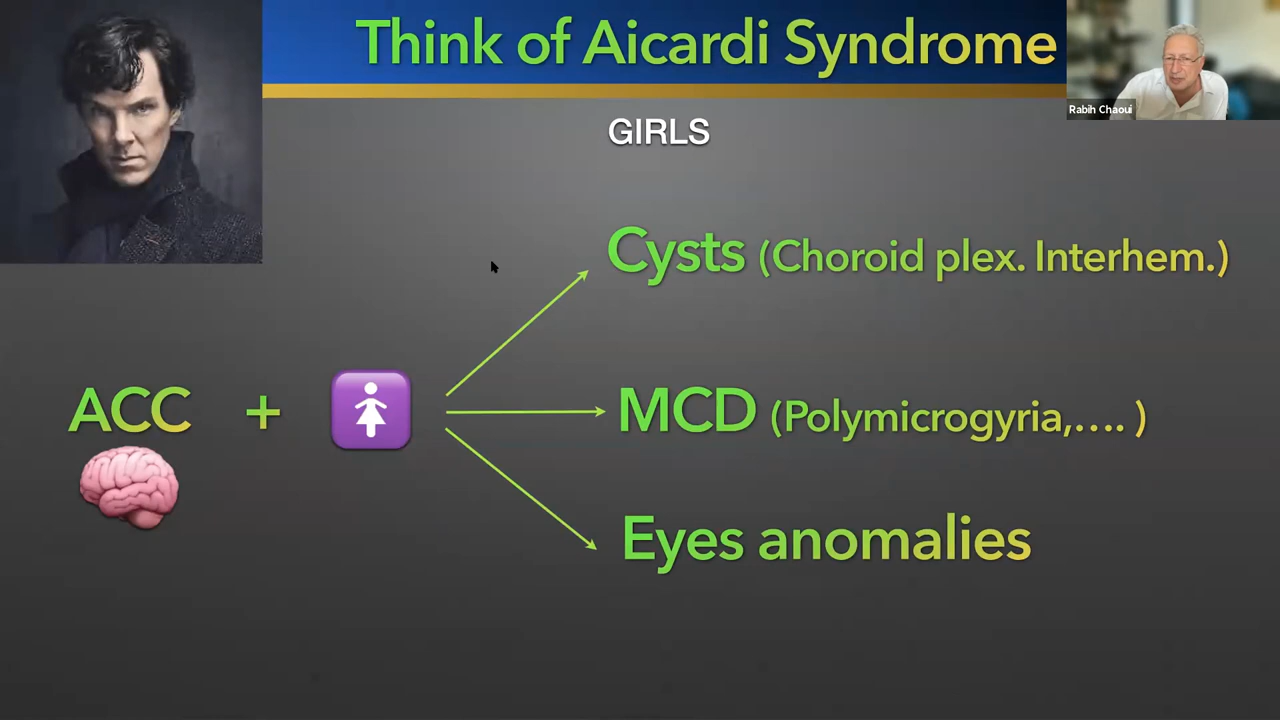 Think of Aicardi Syndrome
Rabih Chaoui
GIRLS
Cysts (Choroid plex. Interhem.)
ACC +
MCD (Polymicrogyria,.... )
Eyes anomalies